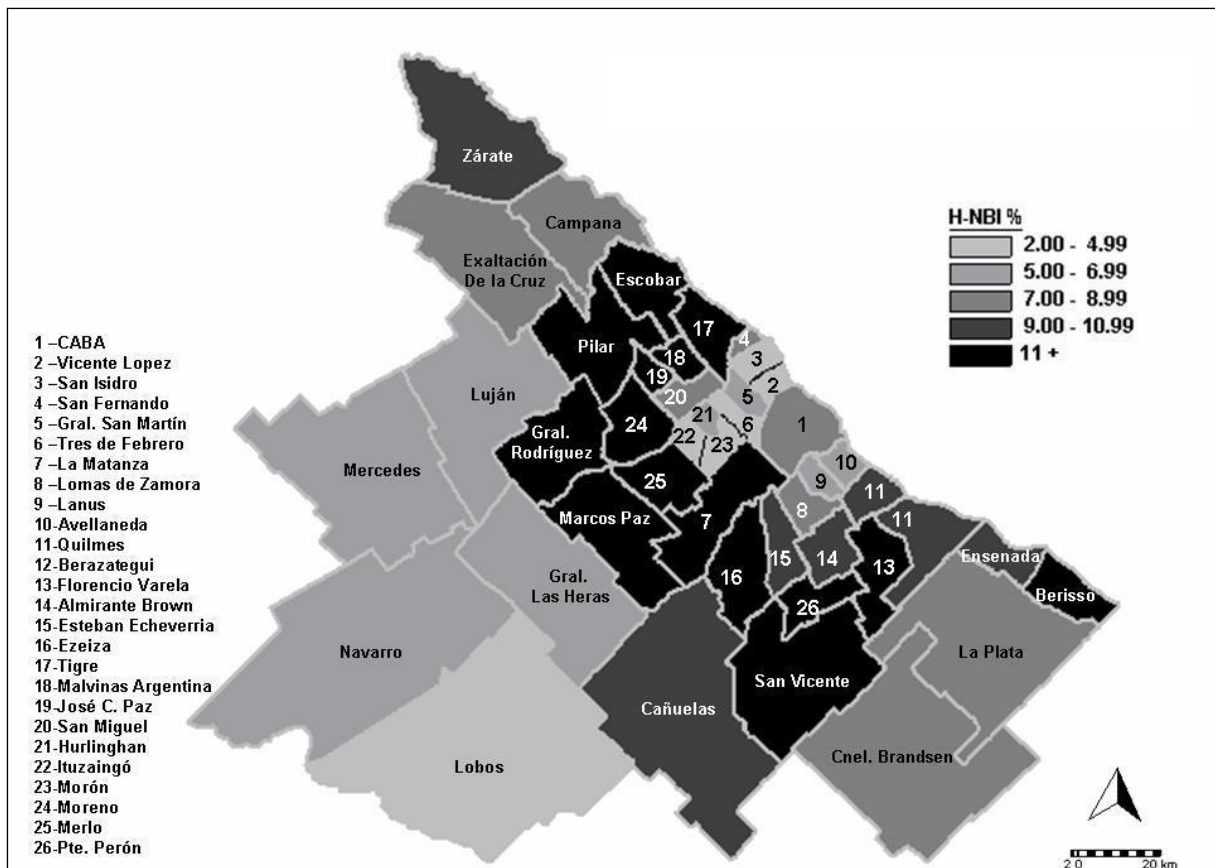 Zárate
Campana
Exaltación
De la Cruz
Escobar
H-NBI %
2.00 - 4.99
5.00 - 6.99
7.00 - 8.99
9.00 - 10.99
11 +
17
Pilar
4
3
18
19
2
5
20
Luján
21
6
24
1
22
23
Gral.
Rodríguez
Mercedes
10
9
25
11
8
Marcos Paz
7
11
15
14
Ensenada
13
16
Berisso
Gral.
Las Heras
26
Navarro
La Plata
San Vicente
Cañuelas
Cnel. Brandsen
Lobos
1 –CABA
2 –Vicente Lopez
3 –San Isidro
4 –San Fernando
5 –Gral. San Martín
6 –Tres de Febrero
7 –La Matanza
8 –Lomas de Zamora
9 –Lanus
10-Avellaneda
11-Quilmes
12-Berazategui
13-Florencio Varela
14-Almirante Brown
15-Esteban Echeverria
16-Ezeiza
17-Tigre
18-Malvinas Argentina
19-José C. Paz
20-San Miguel
21-Hurlinghan
22-Ituzaingó
23-Morón
24-Moreno
25-Merlo
26-Pte. Perón
2 0 20 km